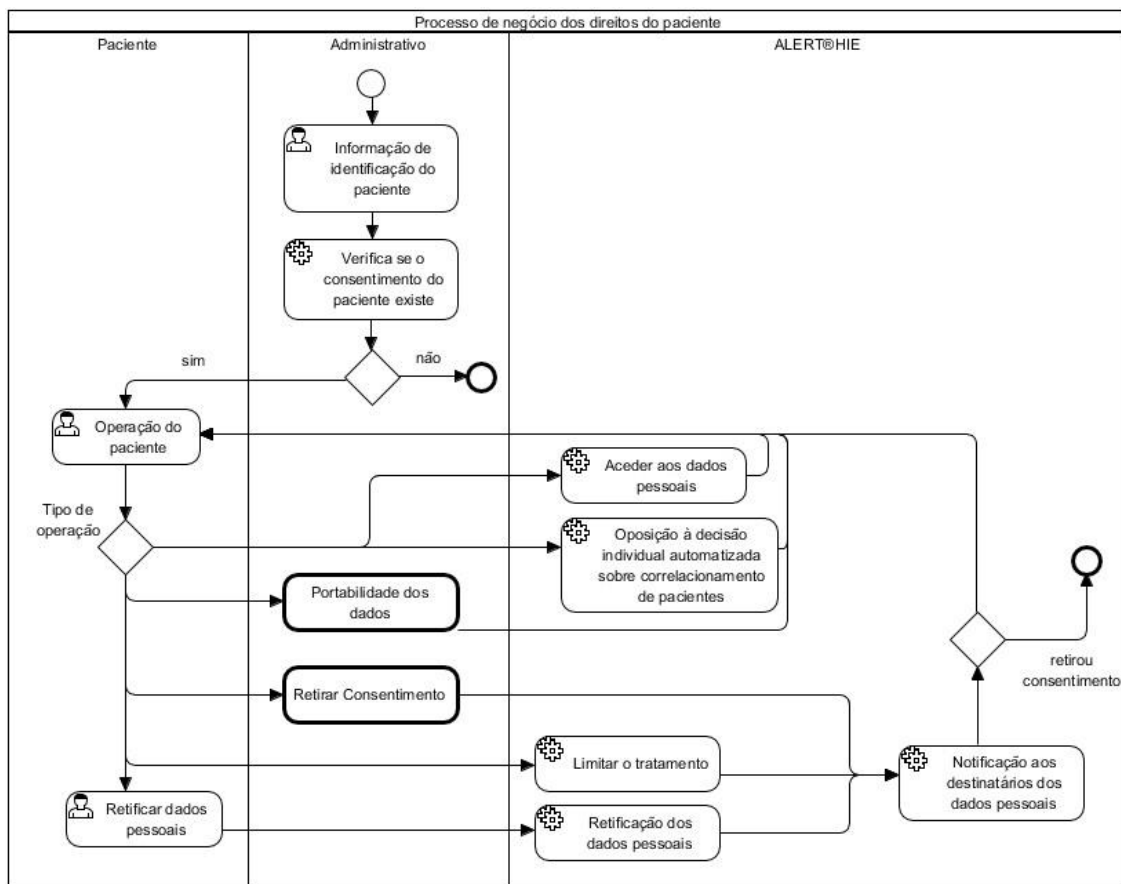 Processo de negócio dos direitos do paciente
Paciente
Administrativo
ALERT®HIE
Informação de
identificação do
paciente
Verifica se o
consentimento do
paciente existe
sim
não
Operação do
paciente
Aceder aos dados
pessoais
Tipo de
operação
Oposição à decisão
individual automatizada
sobre correlacionamento
de pacientes
Portabilidade dos
dados
retirou
consentimento
Retirar Consentimento
Limitar o tratamento
Notificação aos
destinatários dos
dados pessoais
Retificar dados
pessoais
Retificação dos
dados pessoais